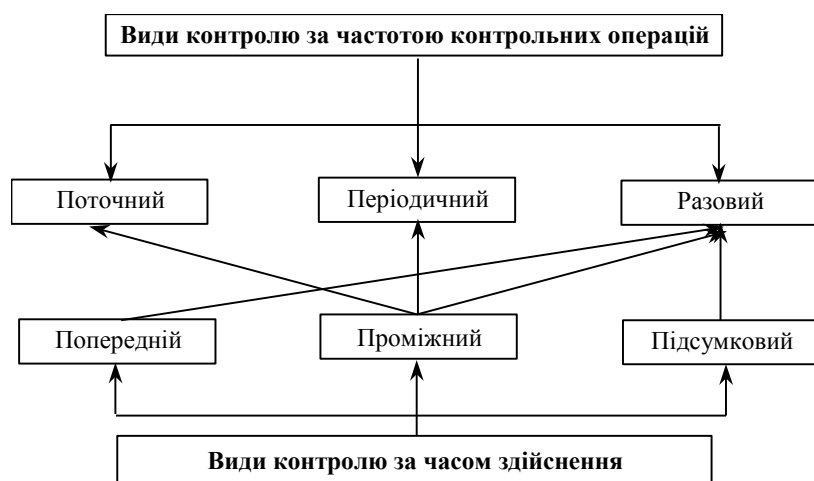 Види контролю за частотою контрольних операцій
Поточний
Періодичний
Разовий
Попередній
Проміжний
Підсумковий
Види контролю за часом здійснення